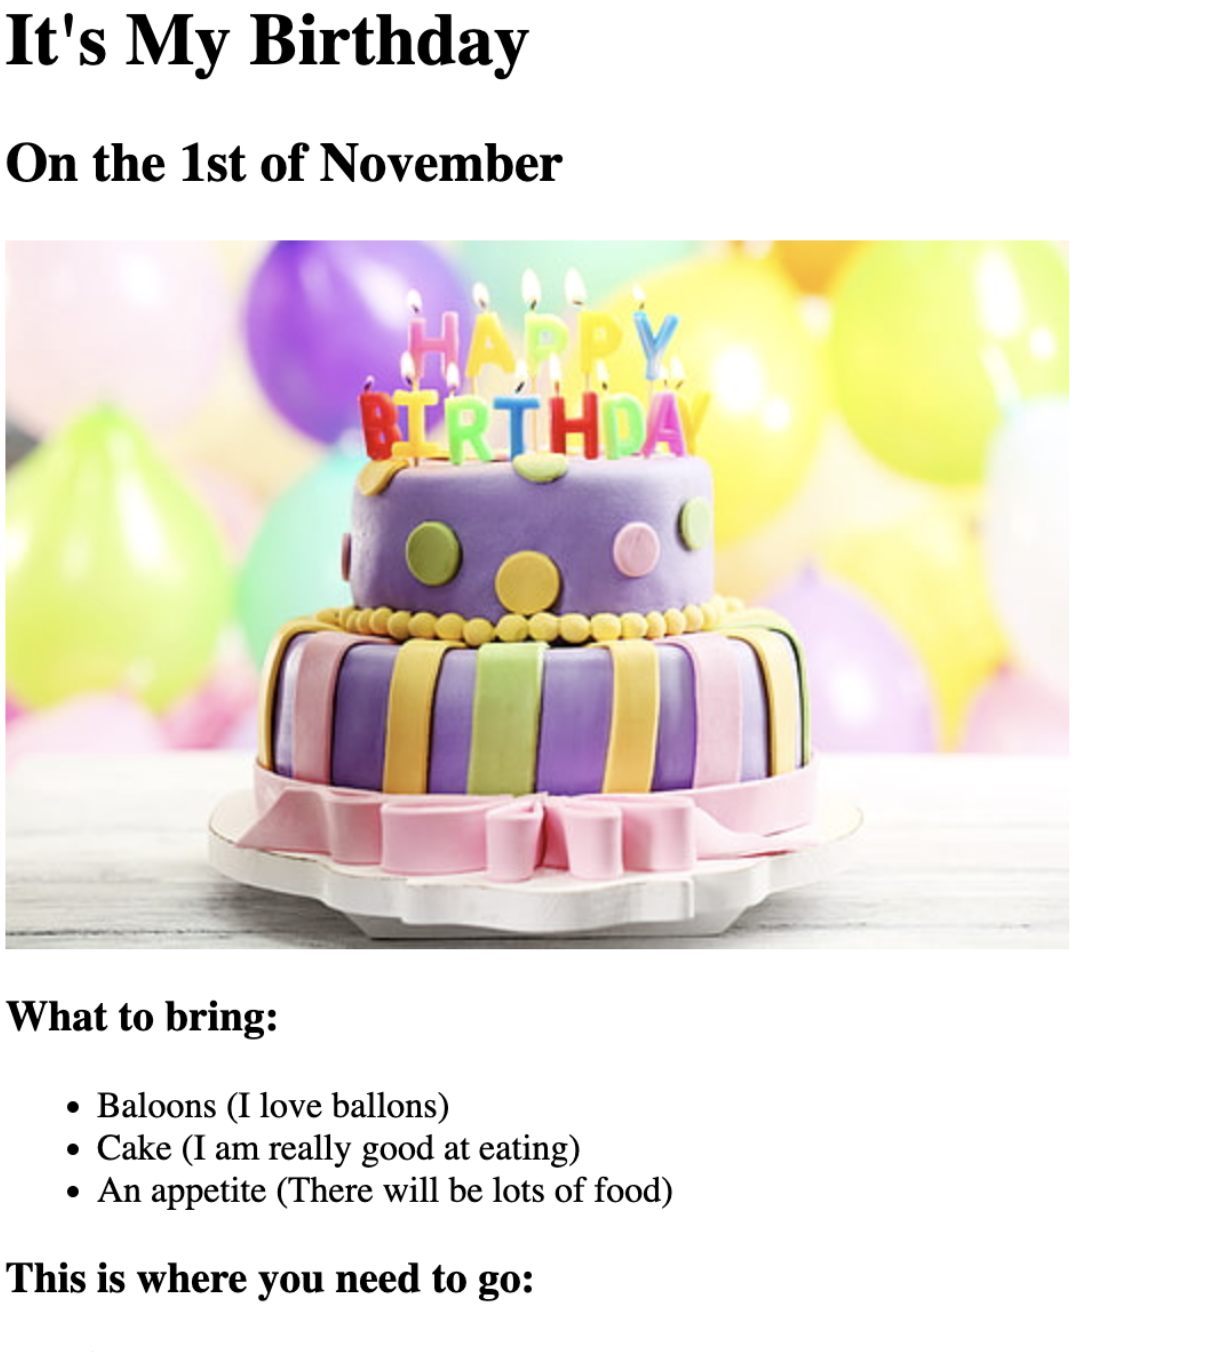 It's My Birthday
On the 1st of November
HAPPY
BIRTHDAY
What to bring:
Baloons (I love ballons)
Cake (I am really good at eating)
An appetite (There will be lots of food)
This is where you need to go: